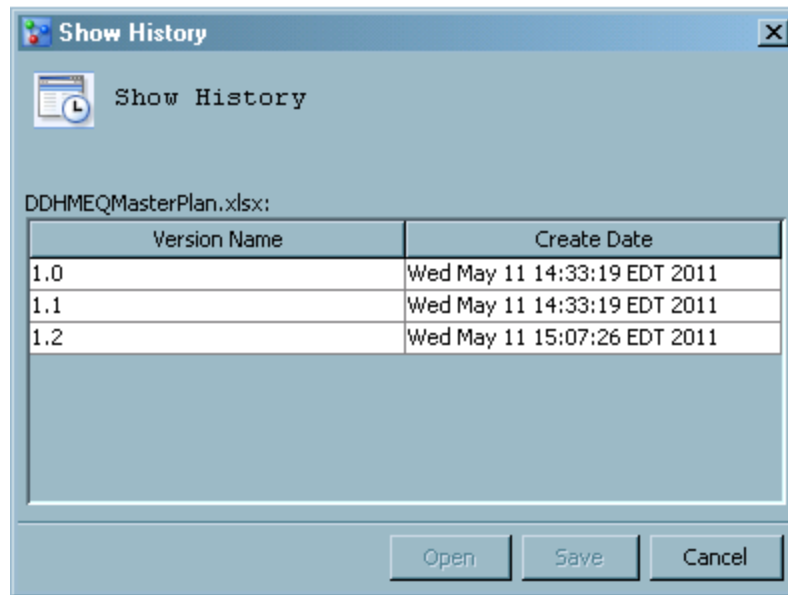 Show History
Show History
DDHMEQMasterPlan.xlsx:
Version Name Create Date
1.0 Wed May 11 14:33:19 EDT 2011
1.1 Wed May 11 14:33:19 EDT 2011
1.2 Wed May 11 15:07:26 EDT 2011
Open Save Cancel